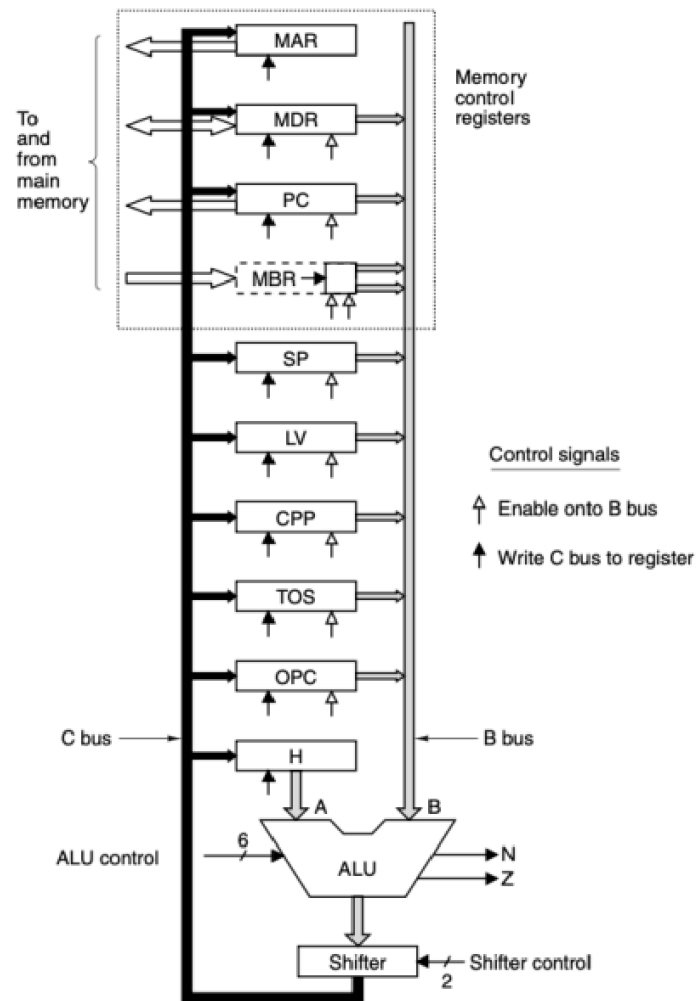 MAR
MDR
PC
MBR
SP
LV
CPP
TOS
OPC
H
To
and
from
main
memory
Memory
control
registers
Control signals
Enable onto B bus
Write C bus to register
C bus
B bus
A
B
6
ALU control
ALU
N
Z
Shifter
2
Shifter control